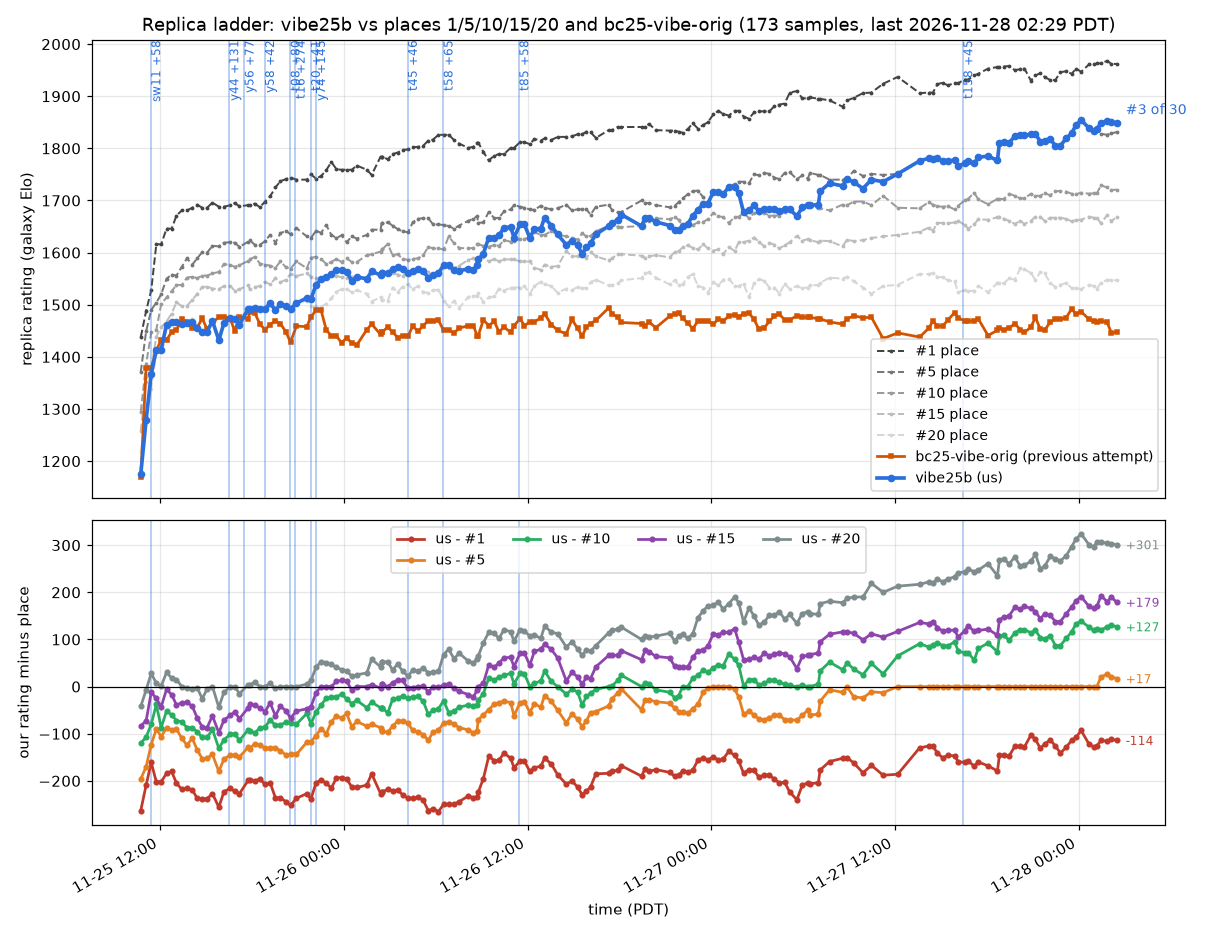 Replica ladder: vibe25b vs places 1/5/10/15/20 and bc25-vibe-orig (173 samples, last 2026-11-28 02:29 PDT)
replica rating (galaxy Elo)
2000
1900
1800
1700
1600
1500
1400
1300
1200
sw11 +58
y44 +131
y56 +77
y58 +42
y74 +145
t45 +46
t58 +65
t85 +58
+45
#3 of 30
#1 place
#5 place
#10 place
#15 place
#20 place
bc25-vibe-orig (previous attempt)
vibe25b (us)
our rating minus place
300
200
100
0
−100
−200
us - #1
us - #5
us - #10
us - #15
us - #20
+301
+179
+127
+17
-114
11-25 12:00
11-26 00:00
11-26 12:00
11-27 00:00
11-27 12:00
11-28 00:00
time (PDT)